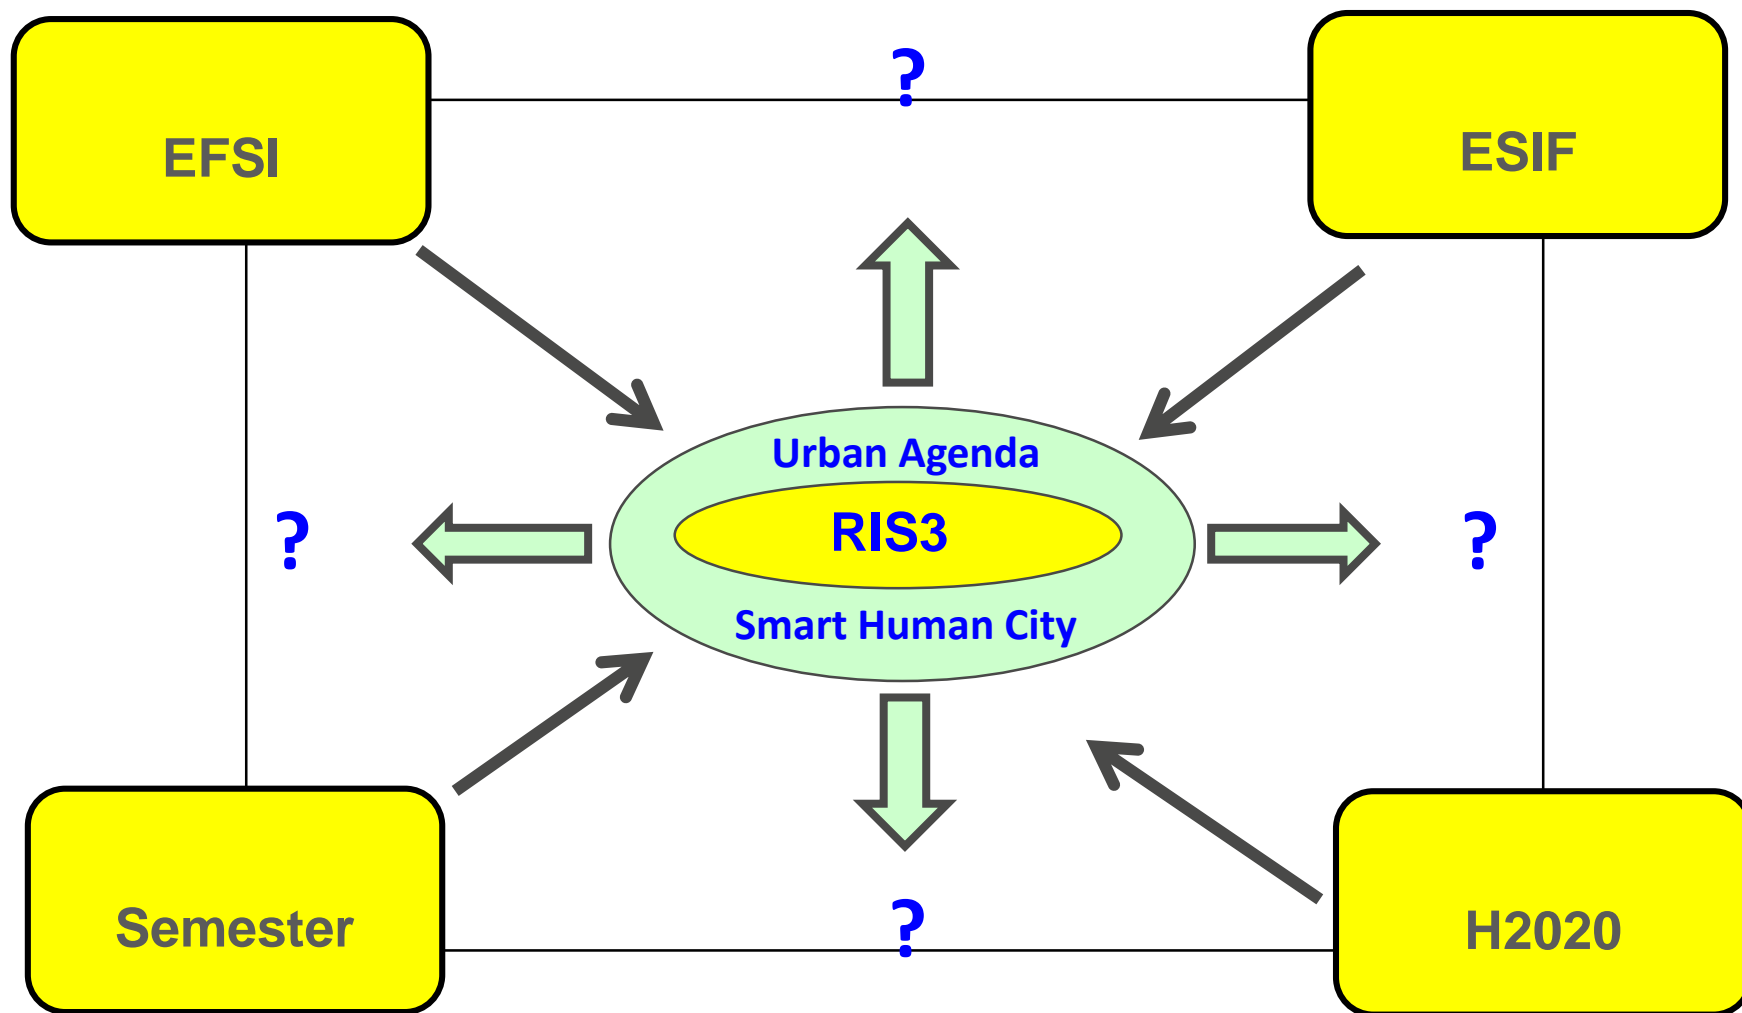 ?
EFSI
ESIF
Urban Agenda
RIS3
?
?
Smart Human City
Semester
?
H2020